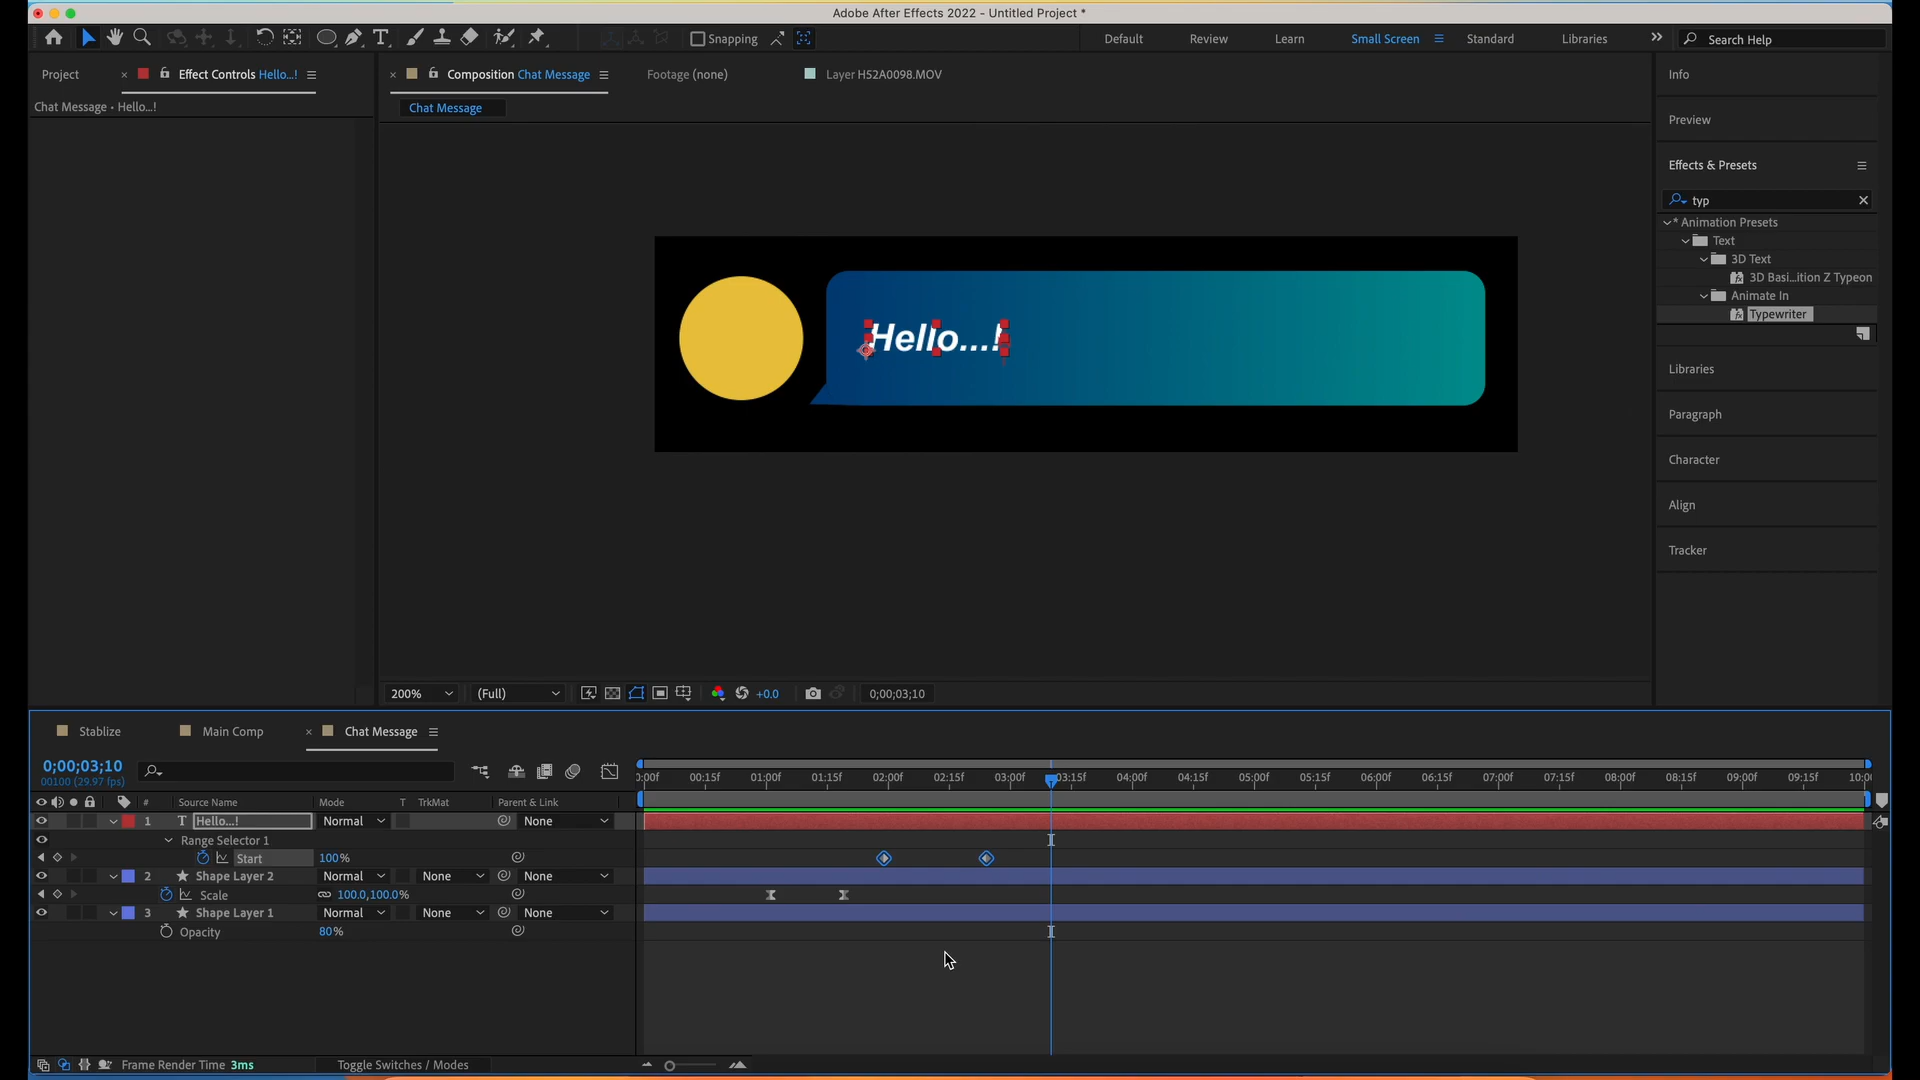 Adobe After Effects 2022 - Untitled Project *
Snapping
Default
Review
Learn
Small Screen
Standard
Libraries
Search Help
Project
Effect Controls Hello...!
Composition Chat Message
Footage (none)
Layer H52A0098.MOV
Info
Chat Message • Hello...!
Chat Message
Preview
Effects & Presets
typ
* Animation Presets
Text
3D Text
3D Basi...ition Z Typeon
Animate In
Typewriter
Hello...!
Libraries
Paragraph
Character
Align
Tracker
200%
(Full)
+0.0
0;00;03;10
Stablize
Main Comp
Chat Message
0;00;03;10
00100 (29.97 fps)
0:00f 00:15f 01:00f 01:15f 02:00f 02:15f 03:00f 03:15f 04:00f 04:15f 05:00f 05:15f 06:00f 06:15f 07:00f 07:15f 08:00f 08:15f 09:00f 09:15f 10:00
# Source Name Mode T TrkMat Parent & Link
1 T Hello...! Normal None
Range Selector 1
Start 100%
2 Shape Layer 2 Normal None None
Scale 100.0,100.0%
3 Shape Layer 1 Normal None None
Opacity 80%
Frame Render Time 3ms
Toggle Switches / Modes